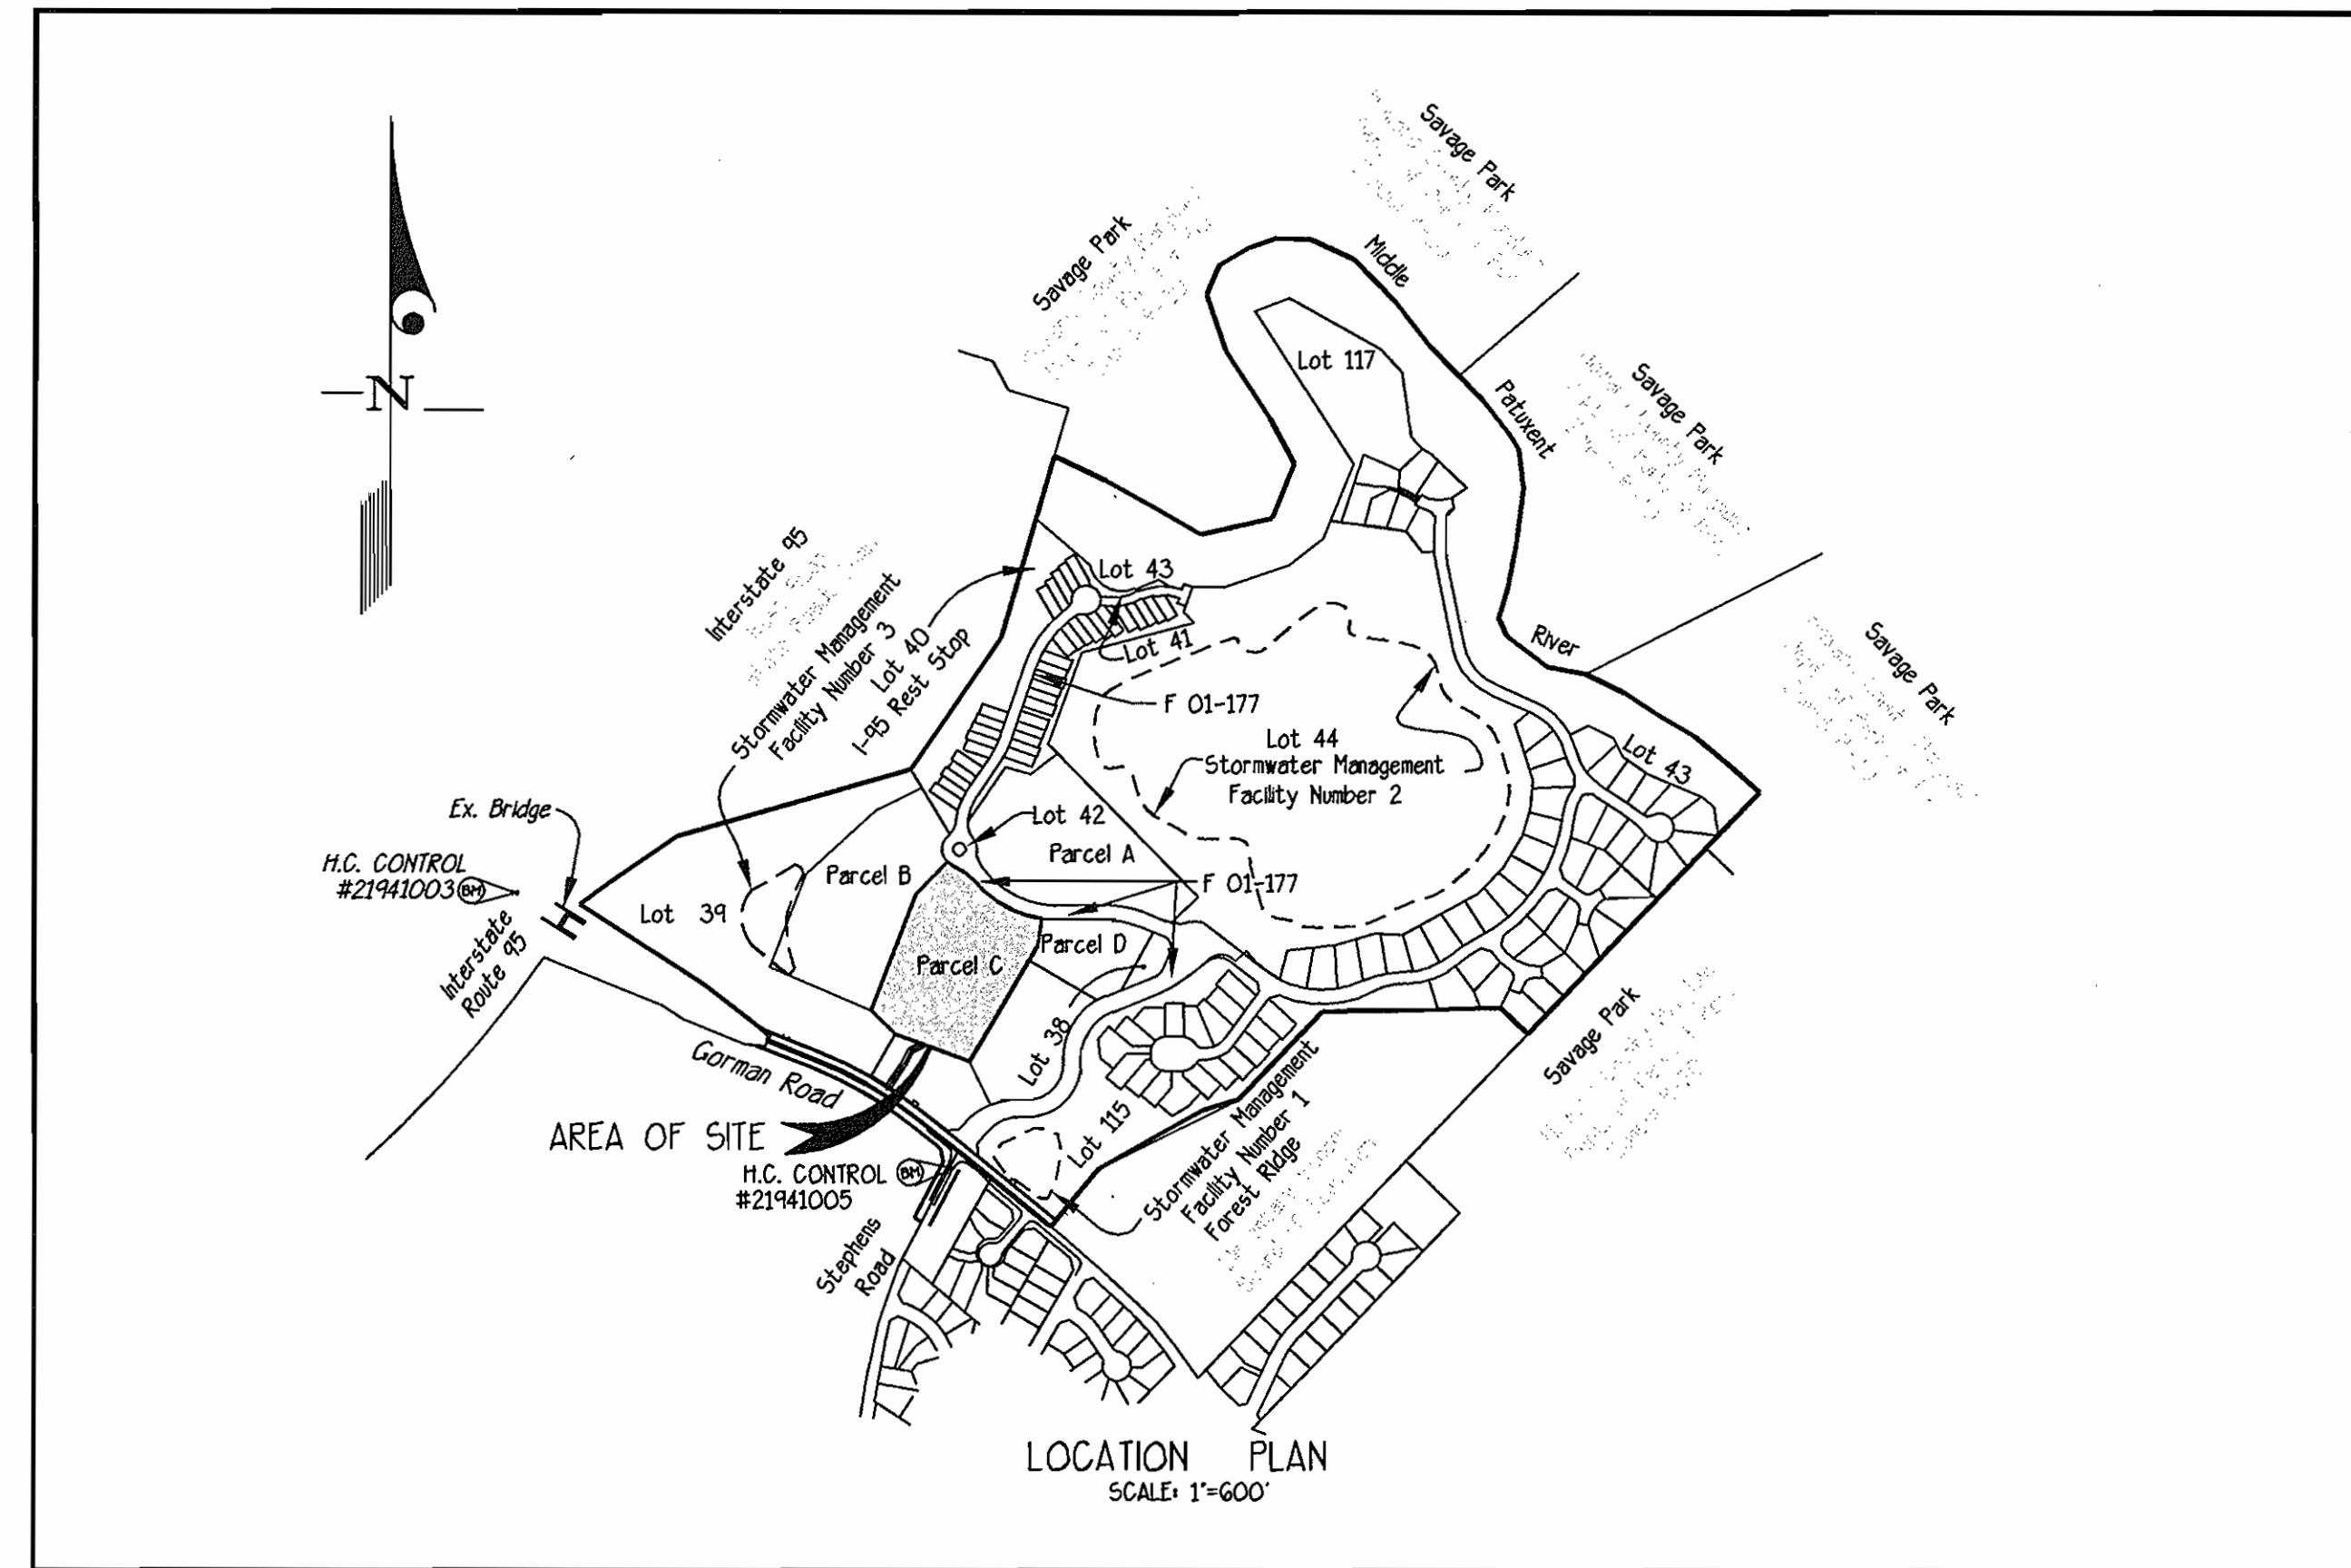 Savage Park
Savage Park
Middle
Lot 117
Patuxent
Savage Park
N
Interstate 95
Stormwater Management
Facility Number 3
Lot 40
I-95 Rest Stop
Lot 43
Lot 41
River
Savage Park
F 01-177
Lot 44
Stormwater Management
Facility Number 2
Lot 43
Ex. Bridge
Lot 42
Parcel A
H.C. CONTROL
#21941003
BM
Parcel B
F 01-177
Lot 39
Interstate
Route 95
Parcel D
Parcel C
Savage Park
Lot 38
Gorman Road
AREA OF SITE
Lot 115
Stormwater Management
Facility Number 1
Forest Ridge
H.C. CONTROL
#21941005
BM
Stephens
Road
LOCATION PLAN
SCALE: 1"=600'